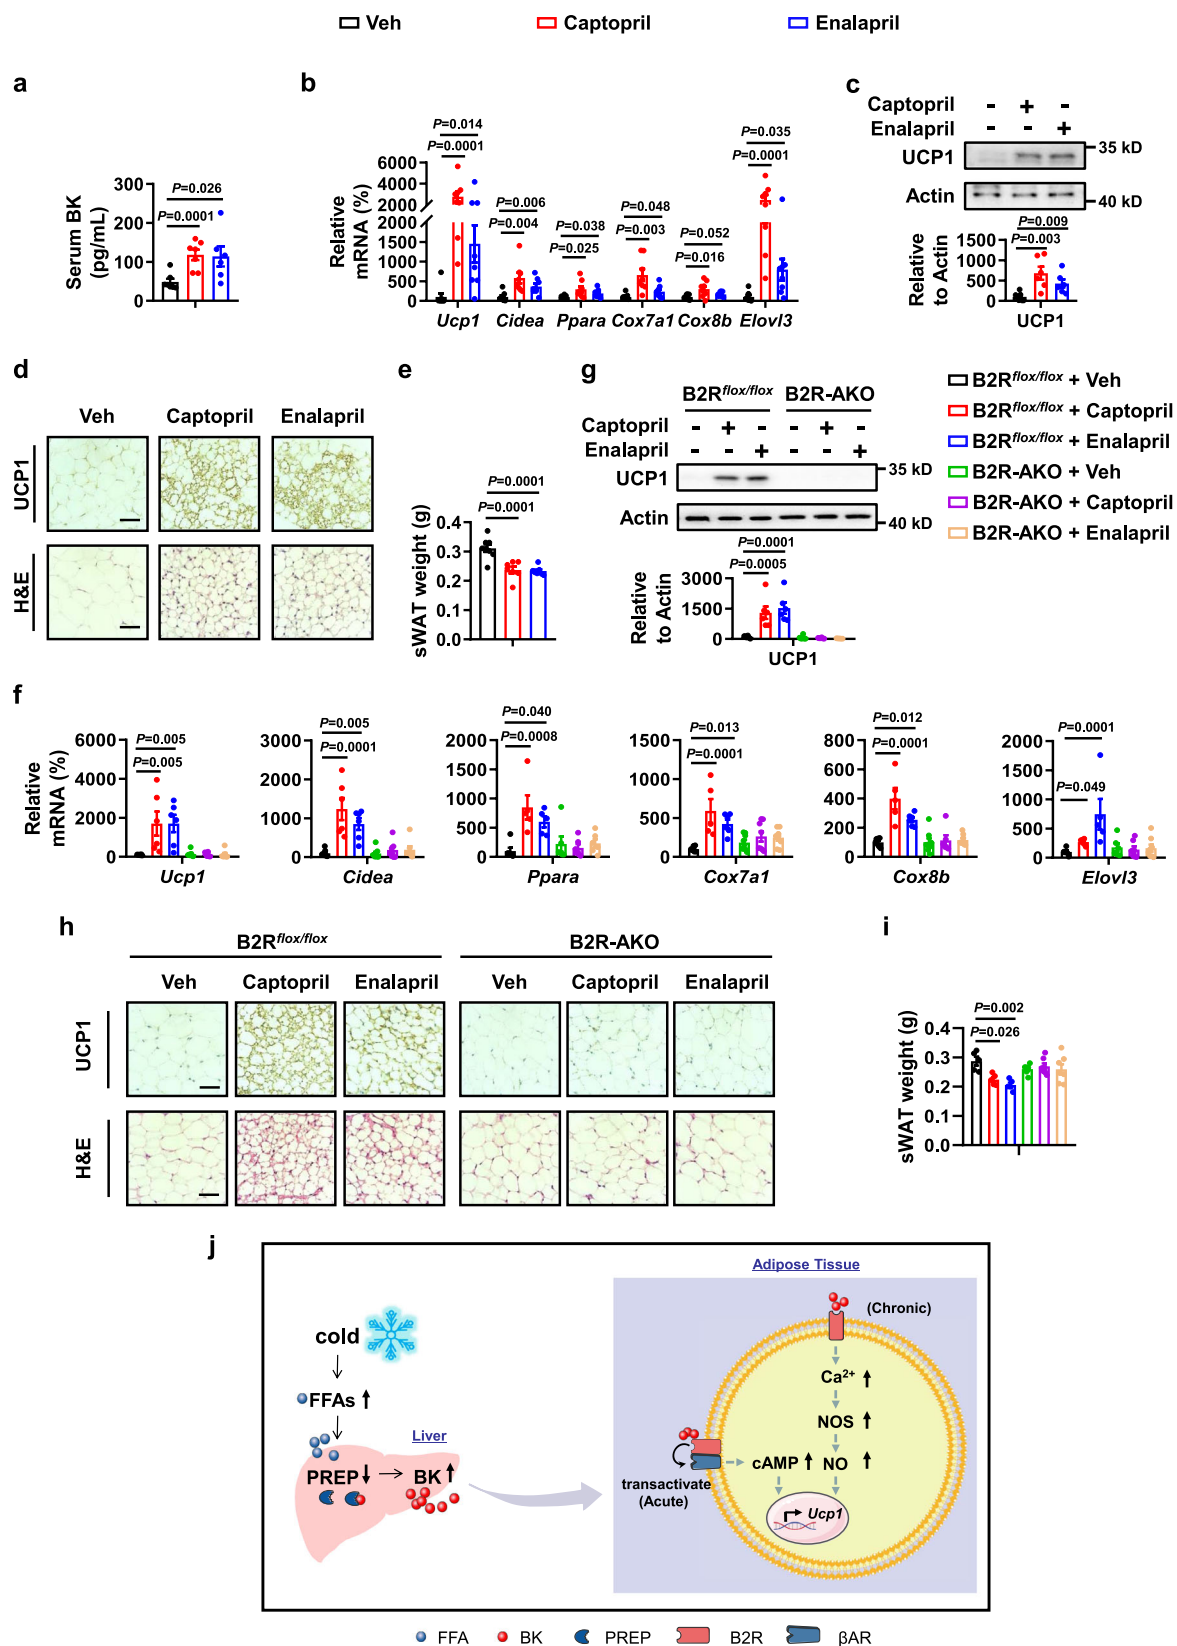 Veh Captopril Enalapril
a
Serum BK
(pg/mL)
300
200
100
0
P=0.026
P=0.0001
b
Relative
mRNA (%)
6000
4000
2000
2000
1500
1000
500
0
P=0.014
P=0.0001
P=0.006
P=0.004
P=0.038
P=0.025
P=0.048
P=0.003
P=0.052
P=0.016
P=0.035
P=0.0001
Ucp1 Cidea Ppara Cox7a1 Cox8b Elovl3
c
Captopril - + -
Enalapril - - +
UCP1 35 kD
Actin 40 kD
P=0.009
P=0.003
Relative
to Actin
1500
1000
500
0
UCP1
d
Veh Captopril Enalapril
UCP1
H&E
e
sWAT weight (g)
0.4
0.3
0.2
0.1
0.0
P=0.0001
P=0.0001
g
B2Rflox/flox B2R-AKO
Captopril - + - - + -
Enalapril - - + - - +
UCP1 35 kD
Actin 40 kD
P=0.0001
P=0.0005
Relative
to Actin
3000
1500
0
UCP1
B2Rflox/flox + Veh
B2Rflox/flox + Captopril
B2Rflox/flox + Enalapril
B2R-AKO + Veh
B2R-AKO + Captopril
B2R-AKO + Enalapril
f
Relative
mRNA (%)
6000
4000
2000
0
P=0.005
P=0.005
Ucp1
3000
2000
1000
0
P=0.005
P=0.0001
Cidea
2000
1500
1000
500
0
P=0.040
P=0.0008
Ppara
1500
1000
500
0
P=0.013
P=0.0001
Cox7a1
800
600
400
200
0
P=0.012
P=0.0001
Cox8b
2000
1500
1000
500
0
P=0.0001
P=0.049
Elovl3
h
B2Rflox/flox B2R-AKO
Veh Captopril Enalapril Veh Captopril Enalapril
UCP1
H&E
i
sWAT weight (g)
0.4
0.3
0.2
0.1
0.0
P=0.002
P=0.026
j
cold
FFAs
Liver
PREP BK
Adipose Tissue
(Chronic)
Ca2+
NOS
cAMP NO
transactivate
(Acute)
Ucp1
FFA BK PREP B2R βAR